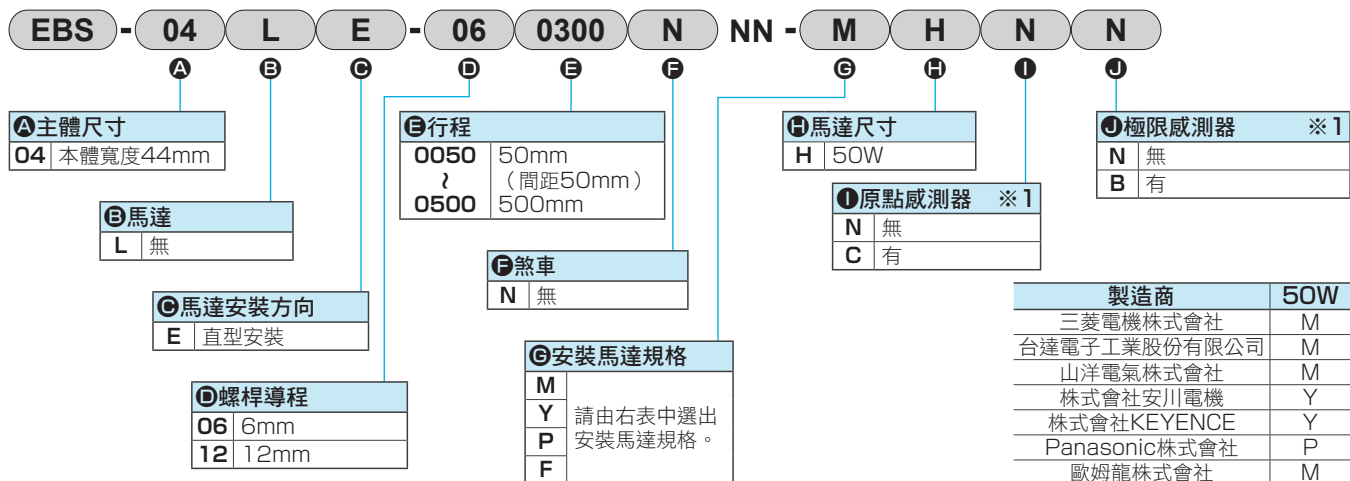 EBS - 04 L E - 06 0300 N NN - M H N N
A B C D E F G H I J
A主體尺寸
04 本體寬度44mm
B馬達
L 無
C馬達安裝方向
E 直型安裝
D螺桿導程
06 6mm
12 12mm
E行程
0050 50mm
~ (間距50mm)
0500 500mm
F煞車
N 無
G安裝馬達規格
M
Y 請由右表中選出
P 安裝馬達規格。
F
H馬達尺寸
H 50W
I原點感測器 ※1
N 無
C 有
J極限感測器 ※1
N 無
B 有
製造商 50W
三菱電機株式會社 M
台達電子工業股份有限公司 M
山洋電氣株式會社 M
株式會社安川電機 Y
株式會社KEYENCE Y
Panasonic株式會社 P
歐姆龍株式會社 M